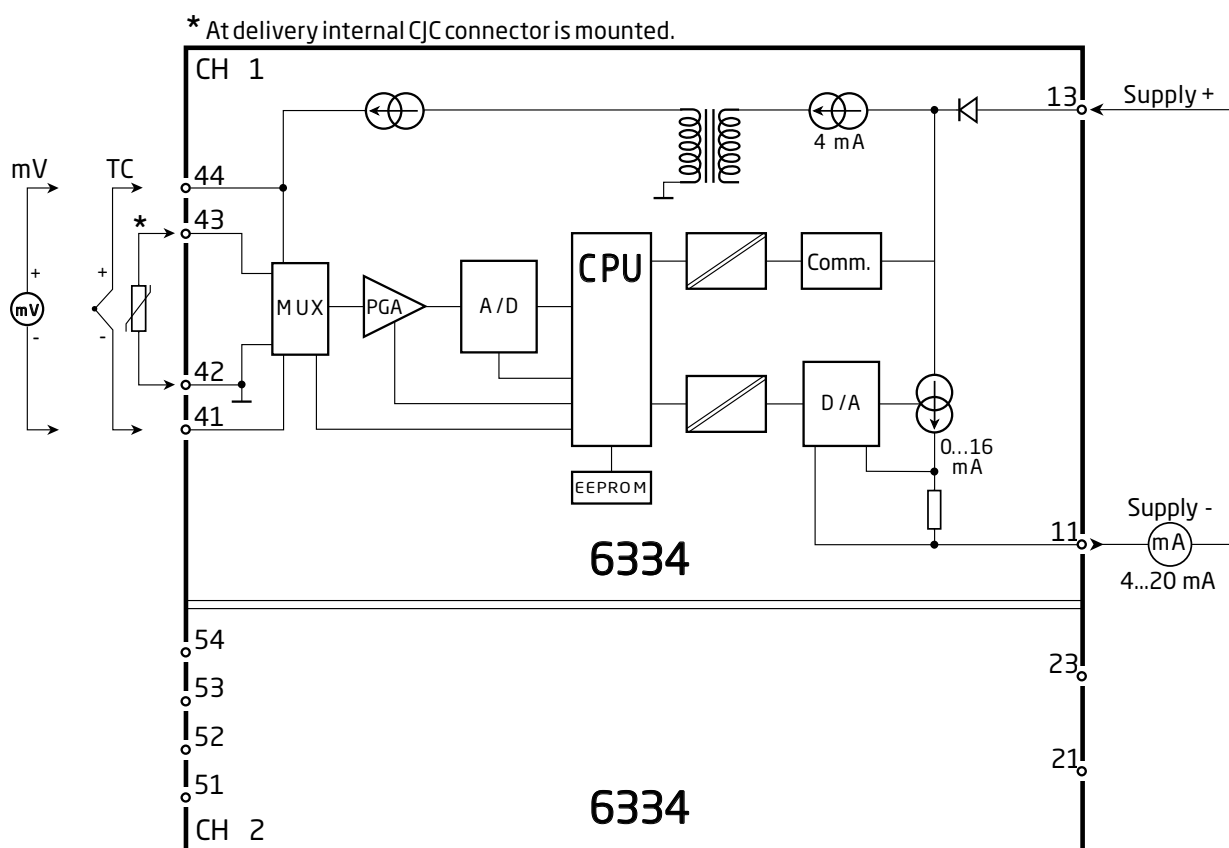 * At delivery internal CJC connector is mounted.
CH 1
13
Supply +
4 mA
mV
TC
44
43
*
CPU
Comm.
+
+
mV
MUX
PGA
A/D
-
-
42
D/A
41
0...16
mA
EEPROM
Supply -
11
mA
6334
4...20 mA
54
23
53
52
21
51
6334
CH 2